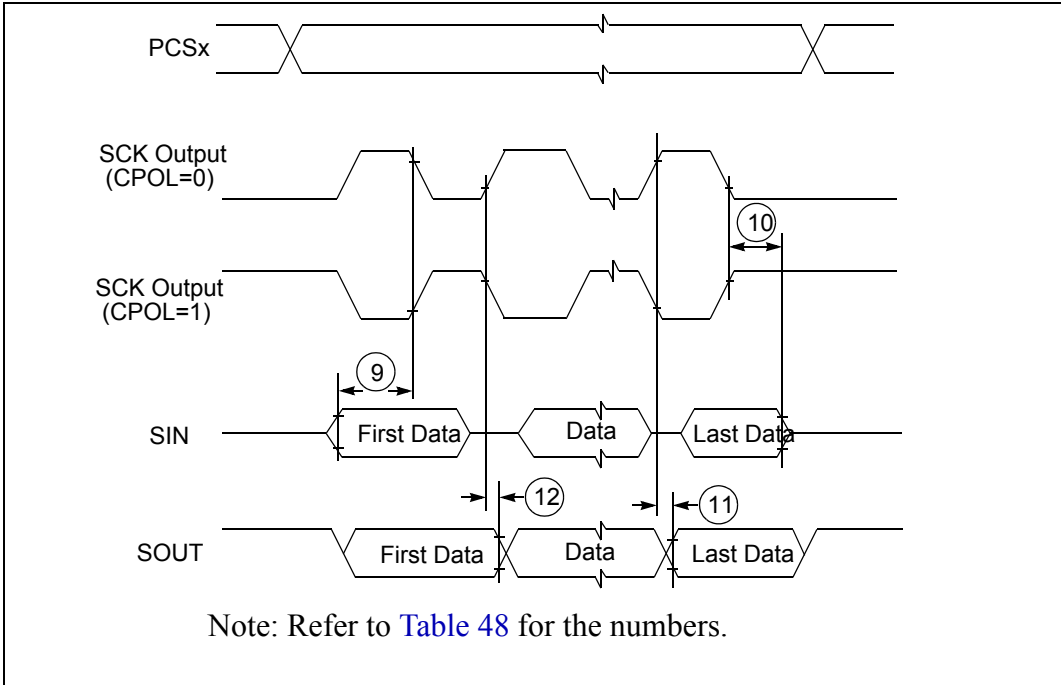 PCSx
SCK Output
(CPOL=0)
10
SCK Output
(CPOL=1)
9
SIN
First Data
Data
Last Data
12
11
SOUT
First Data
Data
Last Data
Note: Refer to Table 48 for the numbers.